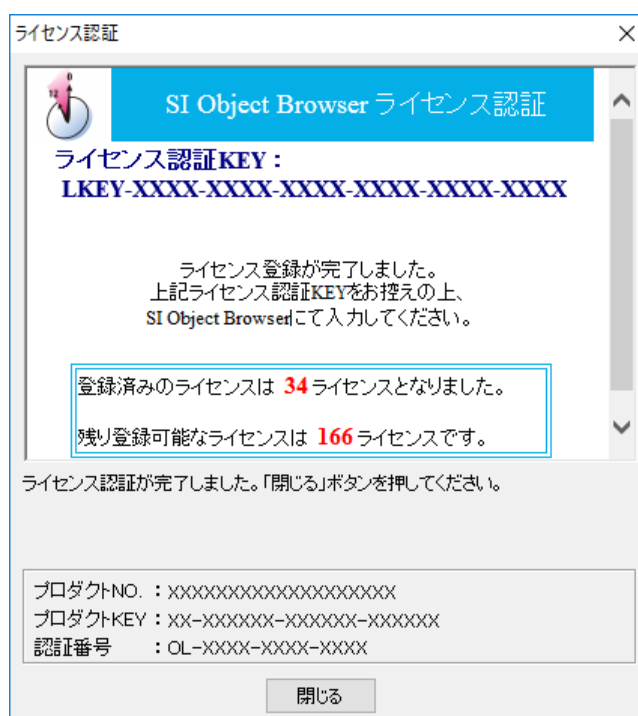 ライセンス認証
SI Object Browser ライセンス認証
ライセンス認証KEY：
LKEY-XXXX-XXXX-XXXX-XXXX-XXXX-XXXX
ライセンス登録が完了しました。
上記ライセンス認証KEYをお控えの上、
SI Object Browserにて入力してください。
登録済みのライセンスは 34 ライセンスとなりました。
残り登録可能なライセンスは 166 ライセンスです。
ライセンス認証が完了しました。「閉じる」ボタンを押してください。
プロダクトNO. ：XXXXXXXXXXXXXXXXXXXX
プロダクトKEY：XX-XXXXXX-XXXXXX-XXXXXX
認証番号 ：OL-XXXX-XXXX-XXXX
閉じる